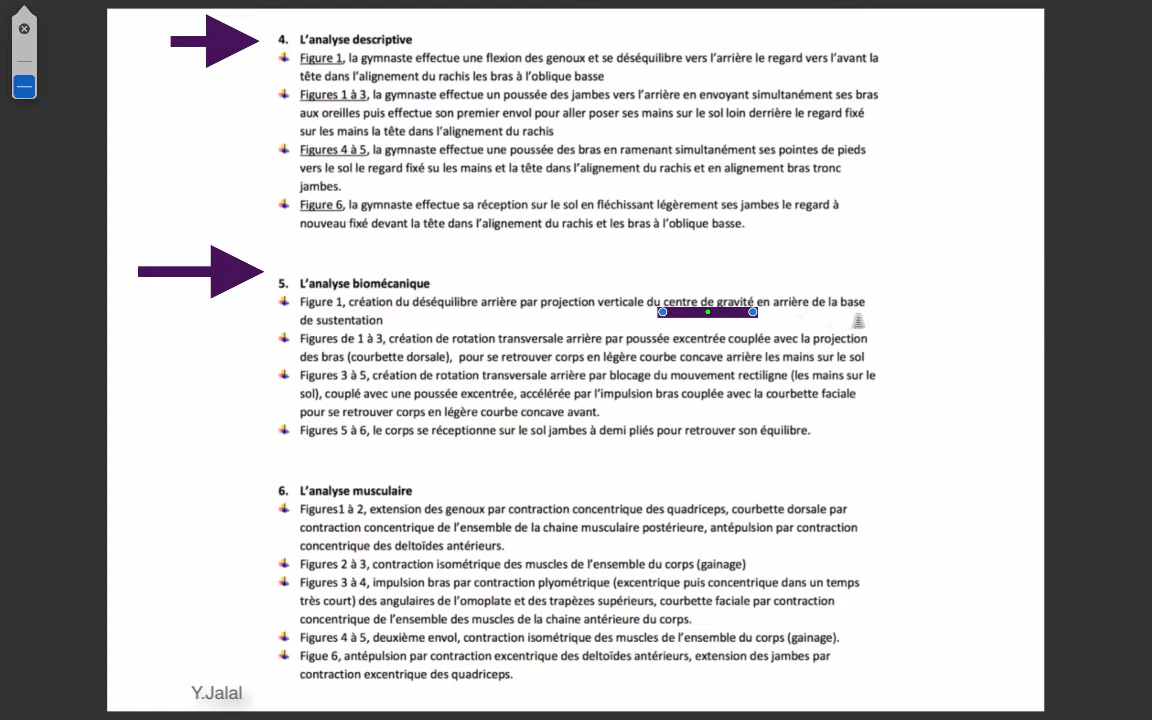 4. L'analyse descriptive
Figure 1, la gymnaste effectue une flexion des genoux et se déséquilibre vers l'arrière le regard vers l'avant la
tête dans l'alignement du rachis les bras à l'oblique basse
Figures 1 à 3, la gymnaste effectue un poussée des jambes vers l'arrière en envoyant simultanément ses bras
aux oreilles puis effectue son premier envol pour aller poser ses mains sur le sol loin derrière le regard fixé
sur les mains la tête dans l'alignement du rachis
Figures 4 à 5, la gymnaste effectue une poussée des bras en ramenant simultanément ses pointes de pieds
vers le sol le regard fixé su les mains et la tête dans l'alignement du rachis et en alignement bras tronc
jambes.
Figure 6, la gymnaste effectue sa réception sur le sol en fléchissant légèrement ses jambes le regard à
nouveau fixé devant la tête dans l'alignement du rachis et les bras à l'oblique basse.
5. L'analyse biomécanique
Figure 1, création du déséquilibre arrière par projection verticale du centre de gravité en arrière de la base
de sustentation
Figures de 1 à 3, création de rotation transversale arrière par poussée excentrée couplée avec la projection
des bras (courbette dorsale), pour se retrouver corps en légère courbe concave arrière les mains sur le sol
Figures 3 à 5, création de rotation transversale arrière par blocage du mouvement rectiligne (les mains sur le
sol), couplé avec une poussée excentrée, accélérée par l'impulsion bras couplée avec la courbette faciale
pour se retrouver corps en légère courbe concave avant.
Figures 5 à 6, le corps se réceptionne sur le sol jambes à demi pliés pour retrouver son équilibre.
6. L'analyse musculaire
Figures1 à 2, extension des genoux par contraction concentrique des quadriceps, courbette dorsale par
contraction concentrique de l'ensemble de la chaine musculaire postérieure, antépulsion par contraction
concentrique des deltoïdes antérieurs.
Figures 2 à 3, contraction isométrique des muscles de l'ensemble du corps (gainage)
Figures 3 à 4, impulsion bras par contraction plyométrique (excentrique puis concentrique dans un temps
très court) des angulaires de l'omoplate et des trapèzes supérieurs, courbette faciale par contraction
concentrique de l'ensemble des muscles de la chaine antérieure du corps.
Figures 4 à 5, deuxième envol, contraction isométrique des muscles de l'ensemble du corps (gainage).
Figue 6, antépulsion par contraction excentrique des deltoïdes antérieurs, extension des jambes par
contraction excentrique des quadriceps.
Y.Jalal